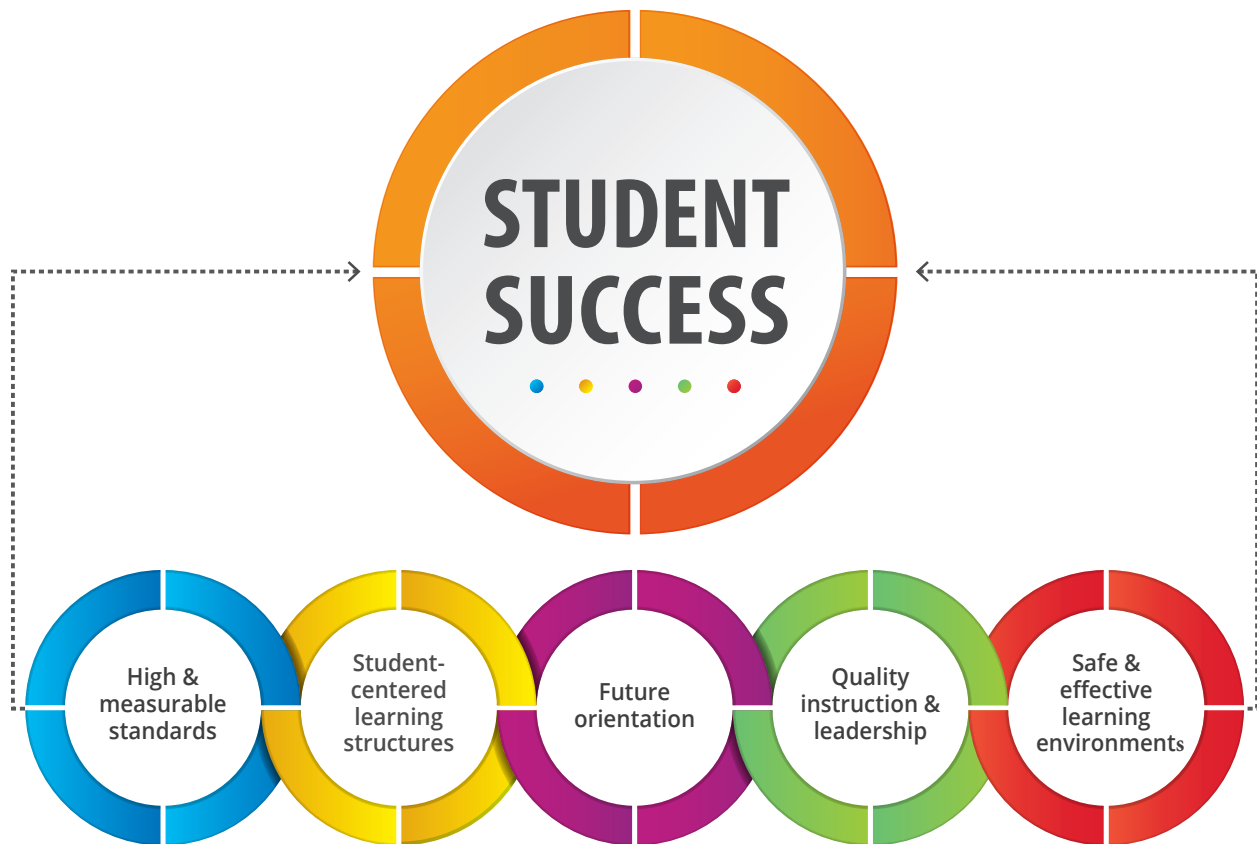 STUDENT
SUCCESS
High &
measurable
standards
Student-
centered
learning
structures
Future
orientation
Quality
instruction &
leadership
Safe &
effective
learning
environments